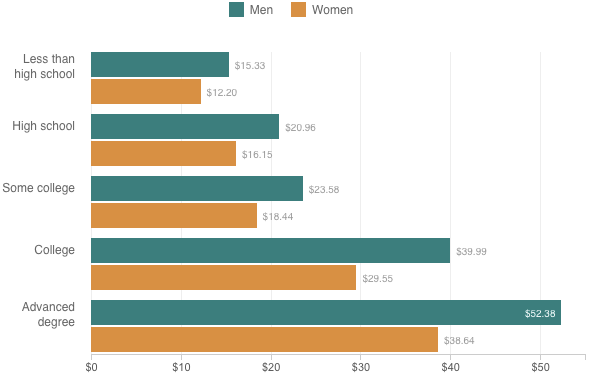 Men Women
Less than
high school
$15.33
$12.20
High school
$20.96
$16.15
Some college
$23.58
$18.44
College
$39.99
$29.55
Advanced
degree
$52.38
$38.64
$0 $10 $20 $30 $40 $50